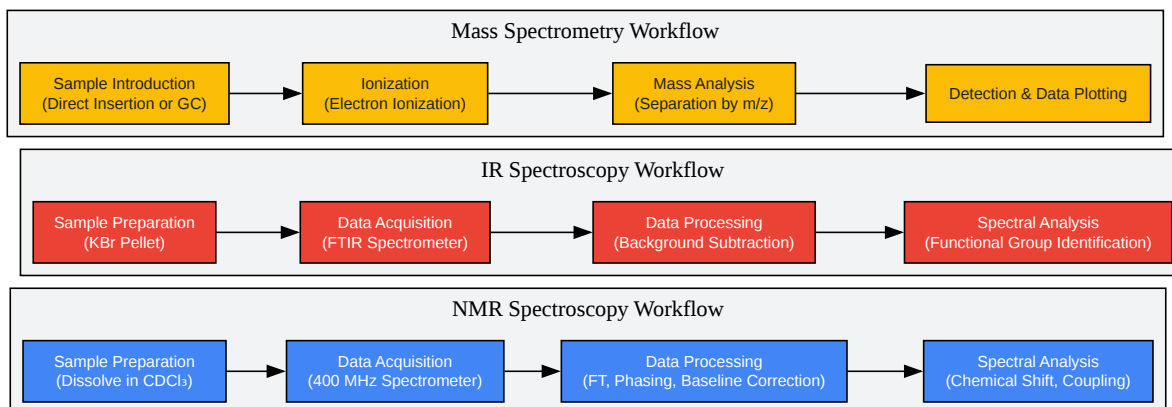 Mass Spectrometry Workflow
Sample Introduction
(Direct Insertion or GC)
Ionization
(Electron Ionization)
Mass Analysis
(Separation by m/z)
Detection & Data Plotting
IR Spectroscopy Workflow
Sample Preparation
(KBr Pellet)
Data Acquisition
(FTIR Spectrometer)
Data Processing
(Background Subtraction)
Spectral Analysis
(Functional Group Identification)
NMR Spectroscopy Workflow
Sample Preparation
(Dissolve in CDCl₃)
Data Acquisition
(400 MHz Spectrometer)
Data Processing
(FT, Phasing, Baseline Correction)
Spectral Analysis
(Chemical Shift, Coupling)